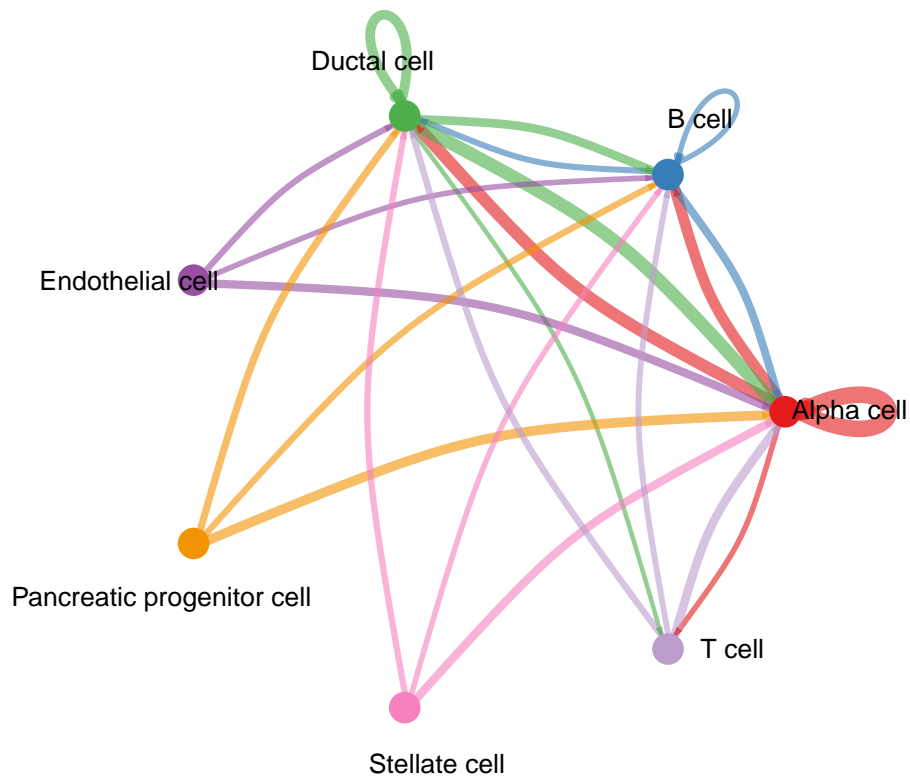 Ductal cell
B cell
Endothelial cell
Alpha cell
Pancreatic progenitor cell
T cell
Stellate cell